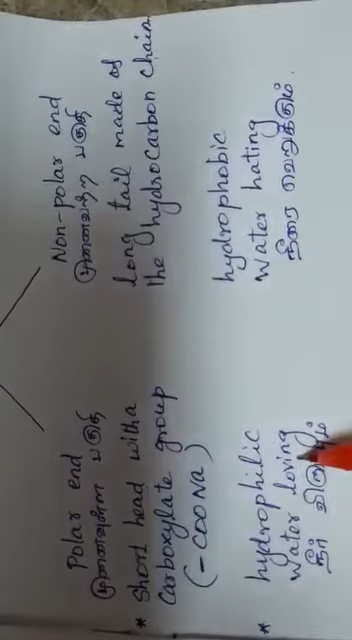 Polar end
முனைவுள்ள பகுதி
* Short head with a
Carboxylate group
(-COONa)
* hydrophilic
Water loving
நீர்
Non-polar end
முனைவற்ற பகுதி
long tail made of
the hydrocarbon chain
hydrophobic
Water hating
நீரை வெறுக்கும்.